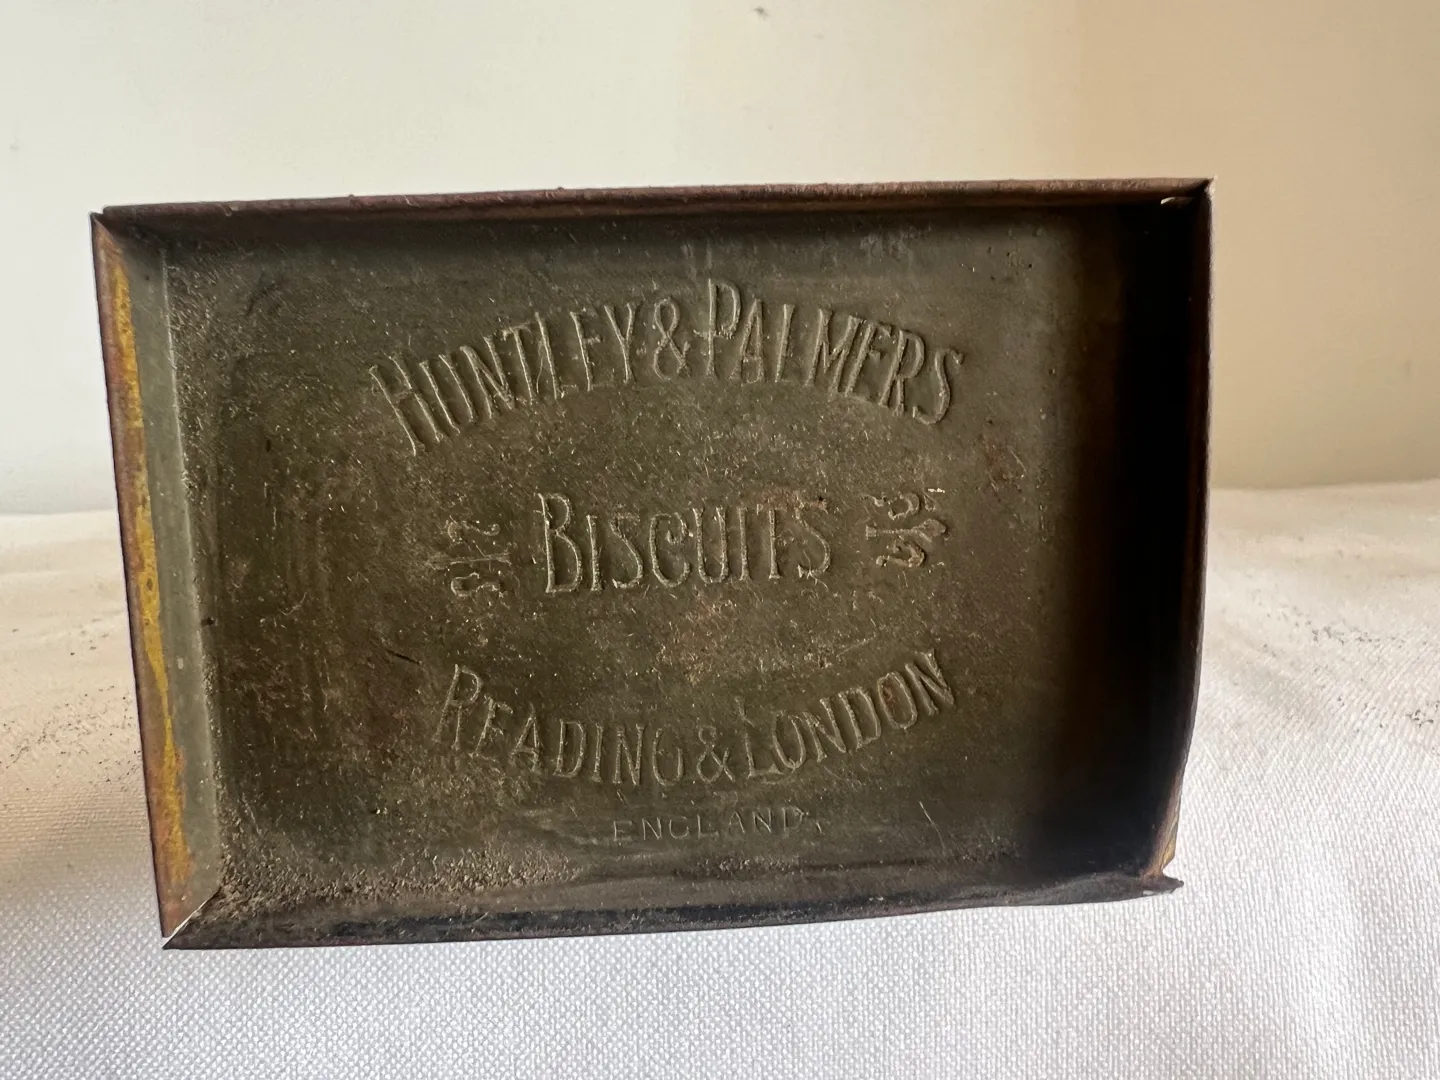 HUNTLEY & PALMERS
BISCUITS
READING & LONDON
ENGLAND.